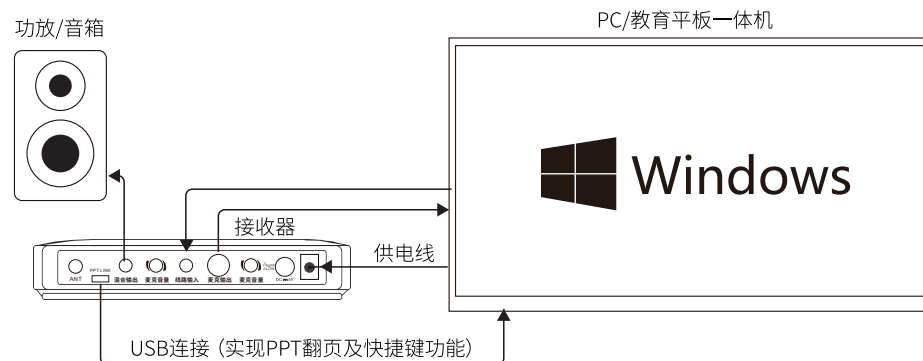 功放/音箱
PC/教育平板一体机
Windows
接收器
供电线
ANT
PPT LINK
混合输出
麦克音量
线路输入
麦克输出
麦克音量
USB连接（实现PPT翻页及快捷键功能）